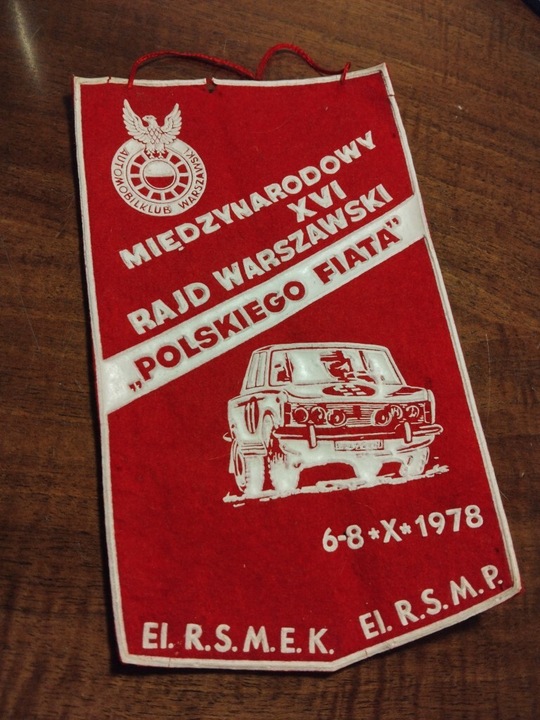 AUTOMOBILKLUB WARSZAWSKI
MIĘDZYNARODOWY
XVI
RAJD WARSZAWSKI
„POLSKIEGO FIATA”
6-8*X*1978
El. R.S.M.E.K.
El. R.S.M.P.